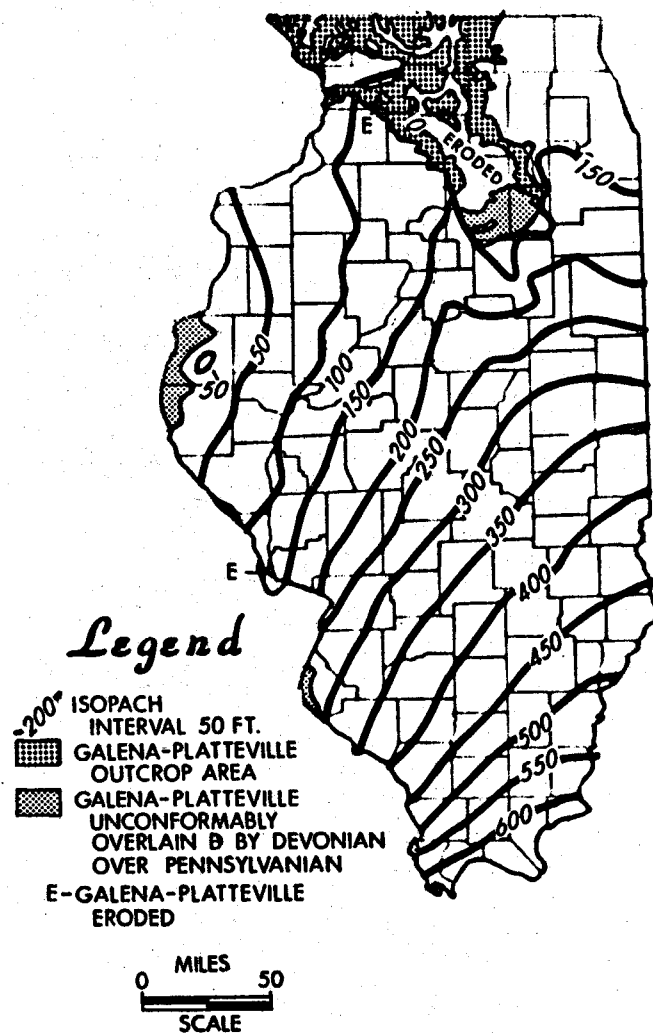 E
O
ERODED
150
50
O
50
100
150
200
250
300
350
E
400
450
500
550
600
Legend
-200- ISOPACH
INTERVAL 50 FT.
GALENA-PLATTEVILLE
OUTCROP AREA
GALENA-PLATTEVILLE
UNCONFORMABLY
OVERLAIN BY DEVONIAN
OVER PENNSYLVANIAN
E-GALENA-PLATTEVILLE
ERODED
MILES
0 50
SCALE